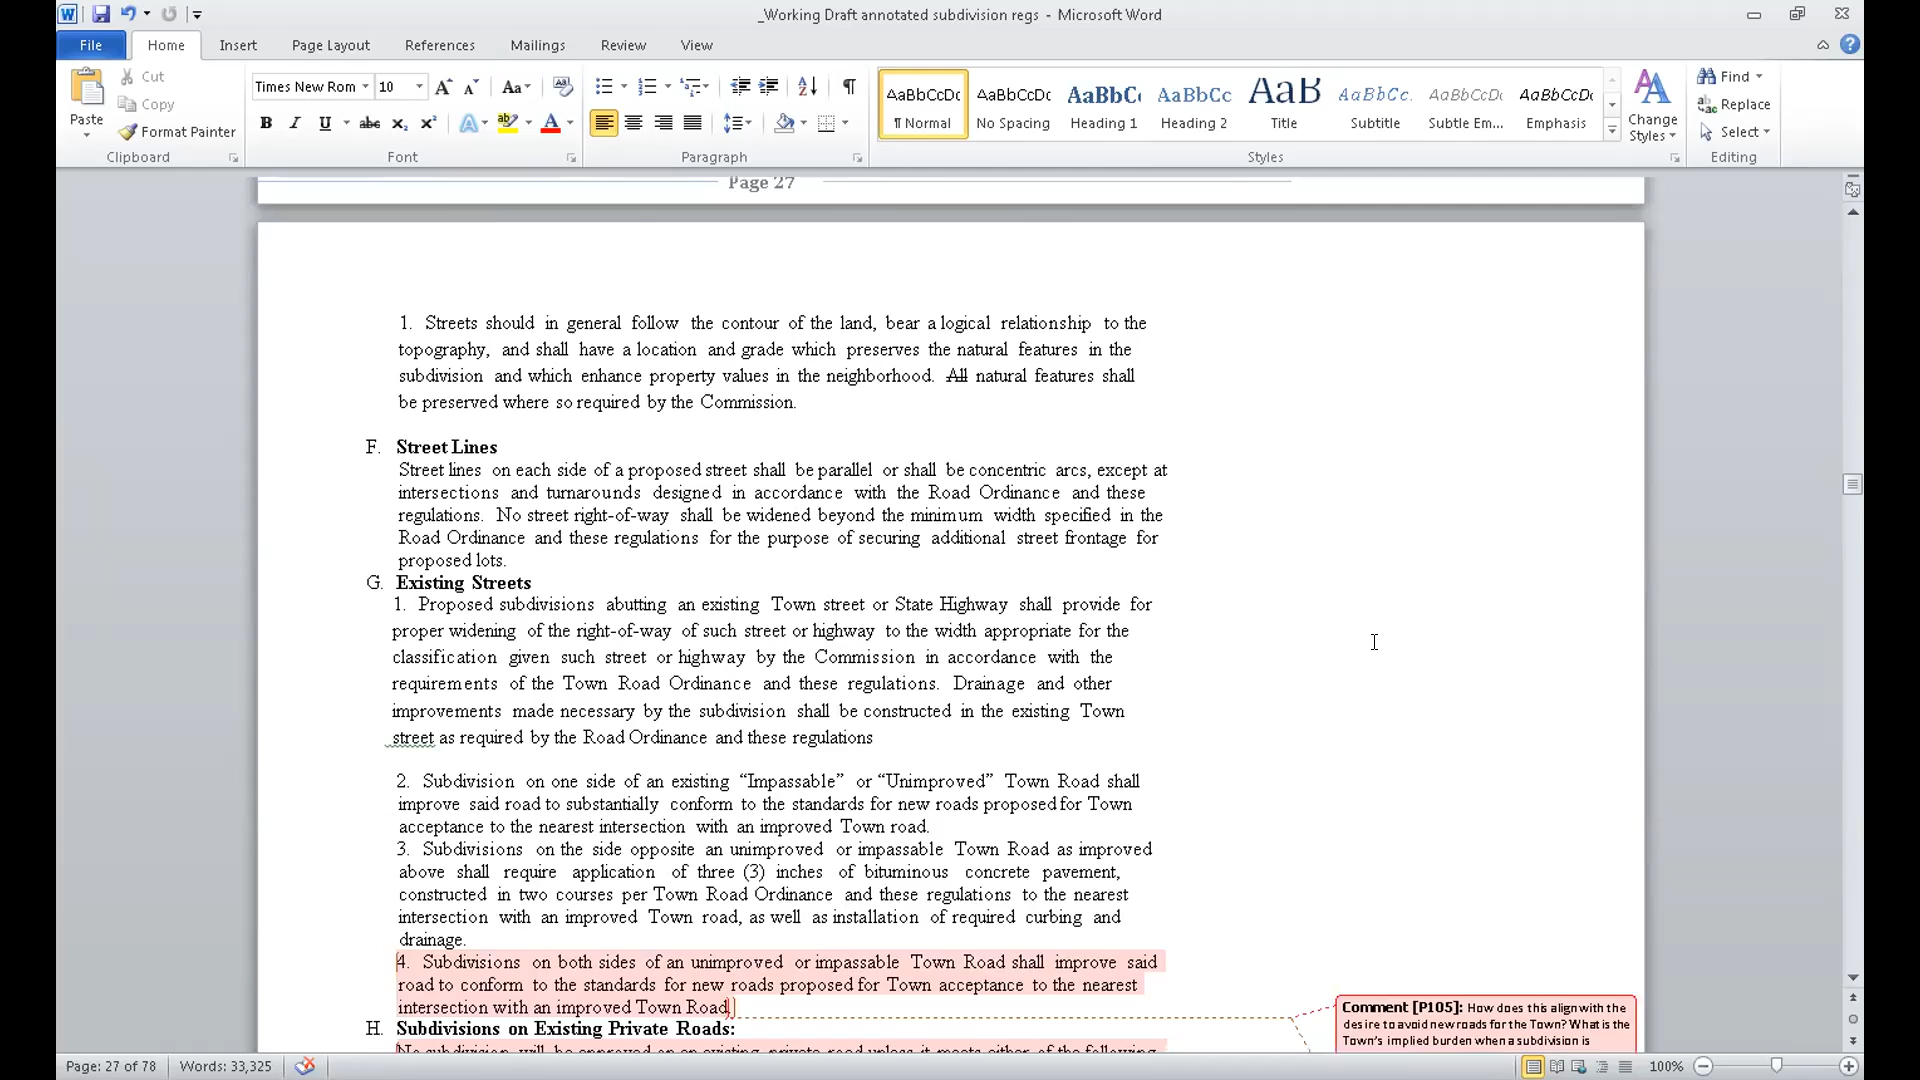 _Working Draft annotated subdivision regs - Microsoft Word
File Home Insert Page Layout References Mailings Review View
Paste
Cut
Copy
Format Painter
Clipboard
Times New Rom 10
Font
Paragraph
AaBbCcDc AaBbCcDc AaBbC AaBbCc AaB AaBbCc. AaBbCcDc AaBbCcDc
¶ Normal No Spacing Heading 1 Heading 2 Title Subtitle Subtle Em... Emphasis
Change Styles
Styles
Find
Replace
Select
Editing
Page 27
1. Streets should in general follow the contour of the land, bear a logical relationship to the
topography, and shall have a location and grade which preserves the natural features in the
subdivision and which enhance property values in the neighborhood. All natural features shall
be preserved where so required by the Commission.
F. Street Lines
Street lines on each side of a proposed street shall be parallel or shall be concentric arcs, except at
intersections and turnarounds designed in accordance with the Road Ordinance and these
regulations. No street right-of-way shall be widened beyond the minimum width specified in the
Road Ordinance and these regulations for the purpose of securing additional street frontage for
proposed lots.
G. Existing Streets
1. Proposed subdivisions abutting an existing Town street or State Highway shall provide for
proper widening of the right-of-way of such street or highway to the width appropriate for the
classification given such street or highway by the Commission in accordance with the
requirements of the Town Road Ordinance and these regulations. Drainage and other
improvements made necessary by the subdivision shall be constructed in the existing Town
street as required by the Road Ordinance and these regulations
2. Subdivision on one side of an existing “Impassable” or “Unimproved” Town Road shall
improve said road to substantially conform to the standards for new roads proposed for Town
acceptance to the nearest intersection with an improved Town road.
3. Subdivisions on the side opposite an unimproved or impassable Town Road as improved
above shall require application of three (3) inches of bituminous concrete pavement,
constructed in two courses per Town Road Ordinance and these regulations to the nearest
intersection with an improved Town road, as well as installation of required curbing and
drainage.
4. Subdivisions on both sides of an unimproved or impassable Town Road shall improve said
road to conform to the standards for new roads proposed for Town acceptance to the nearest
intersection with an improved Town Road.
Comment [P105]: How does this align with the
desire to avoid new roads for the Town? What is the
Town's implied burden when a subdivision is
H. Subdivisions on Existing Private Roads:
No subdivision will be approved on an existing private road unless it meets either of the following
Page: 27 of 78 Words: 33,325 100%